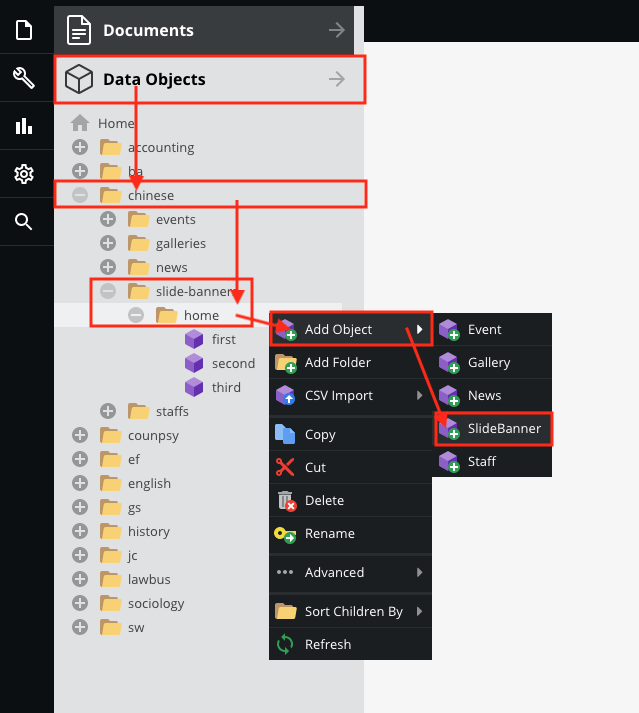 Documents
Data Objects
Home
accounting
ba
chinese
events
galleries
news
slide-banner
home
first
second
third
staffs
counpsy
ef
english
gs
history
jc
lawbus
sociology
sw
Add Object
Add Folder
CSV Import
Copy
Cut
Delete
Rename
Advanced
Sort Children By
Refresh
Event
Gallery
News
SlideBanner
Staff